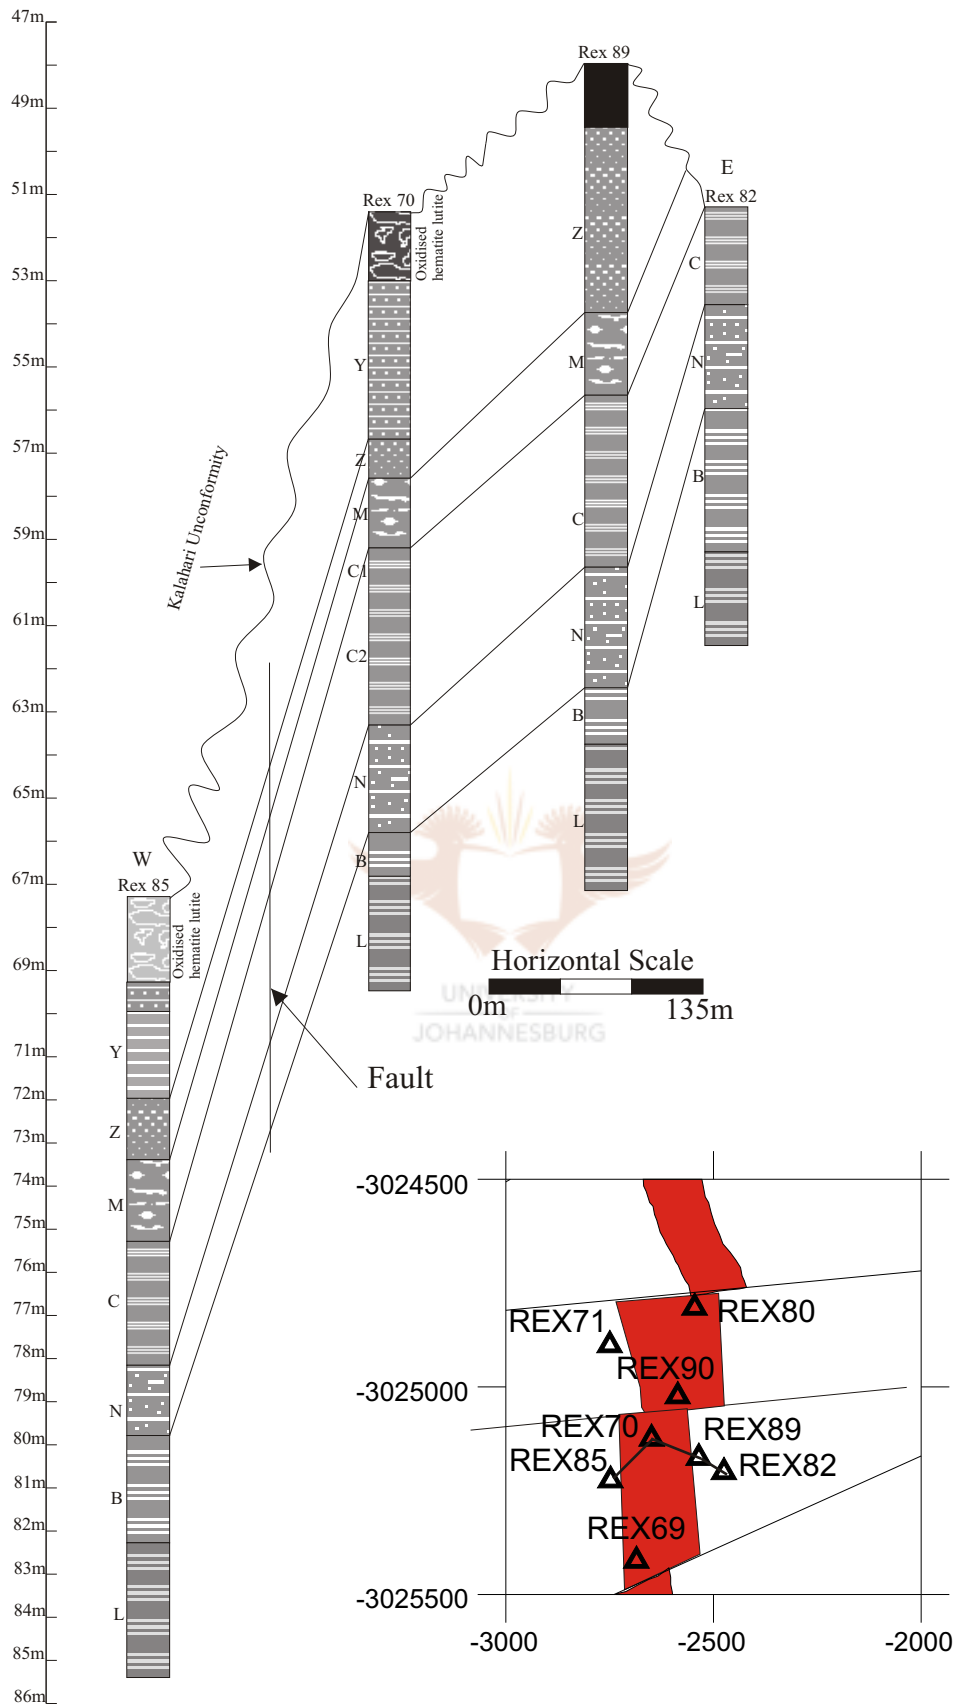 47m
49m
51m
53m
55m
57m
59m
61m
63m
65m
67m
69m
71m
72m
73m
74m
75m
76m
77m
78m
79m
80m
81m
82m
83m
84m
85m
86m
Rex 89
Z
M
C
N
B
L
E
Rex 82
C
N
B
L
Rex 70
Oxidised
hematite lutite
Y
Z
M
C1
C2
N
B
L
Kalahari Unconformity
W
Rex 85
Oxidised
hematite lutite
Y
Z
M
C
N
B
L
Fault
Horizontal Scale
0m
135m
UNIVERSITY
OF
JOHANNESBURG
-3024500
-3025000
-3025500
-3000
-2500
-2000
REX71
REX80
REX90
REX70
REX89
REX85
REX82
REX69